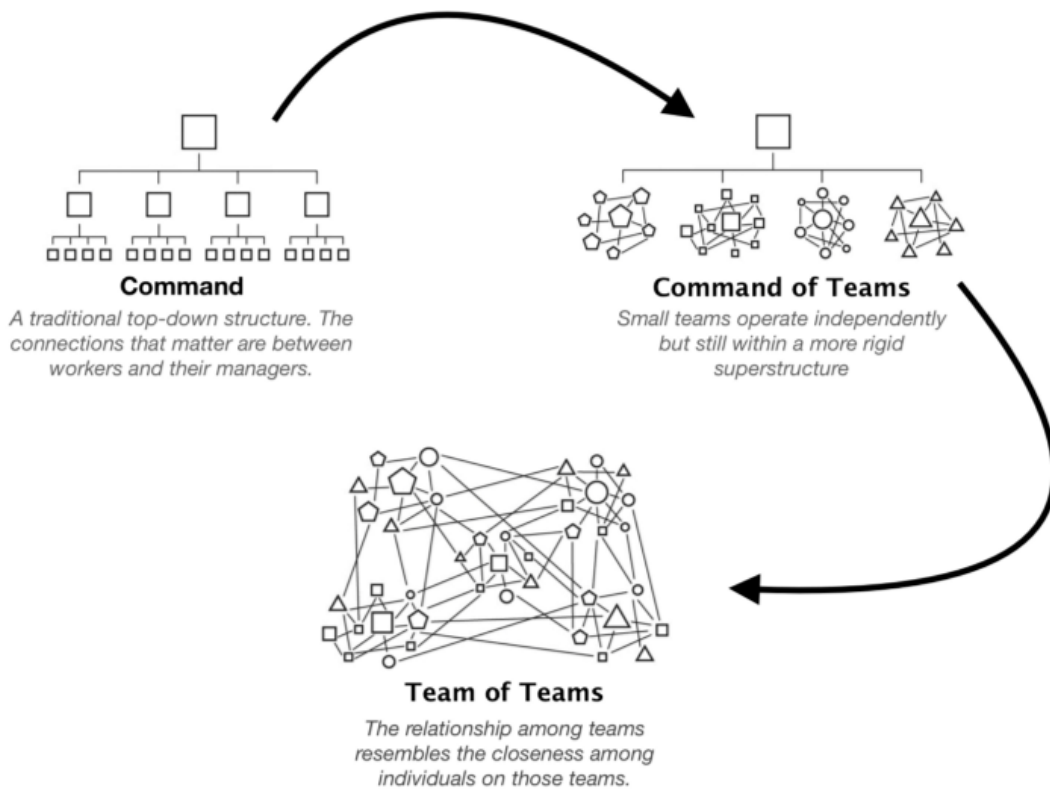 Command
A traditional top-down structure. The
connections that matter are between
workers and their managers.
Command of Teams
Small teams operate independently
but still within a more rigid
superstructure
Team of Teams
The relationship among teams
resembles the closeness among
individuals on those teams.